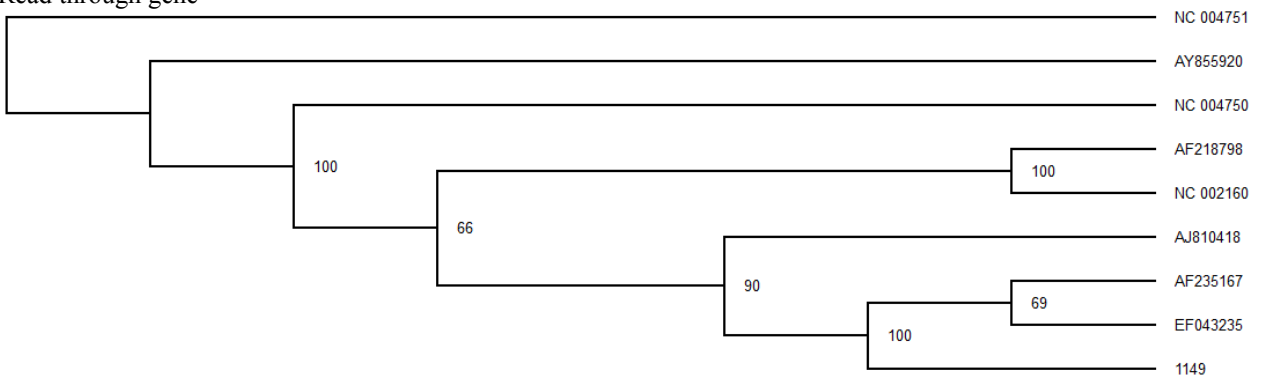 Read through gene
NC 004751
AY855920
NC 004750
100
AF218798
100
NC 002160
66
AJ810418
90
AF235167
69
EF043235
100
1149